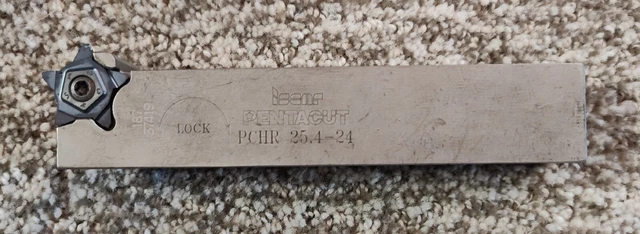 Iscar
PENTACUT
PCHR 25.4-24
LOCK